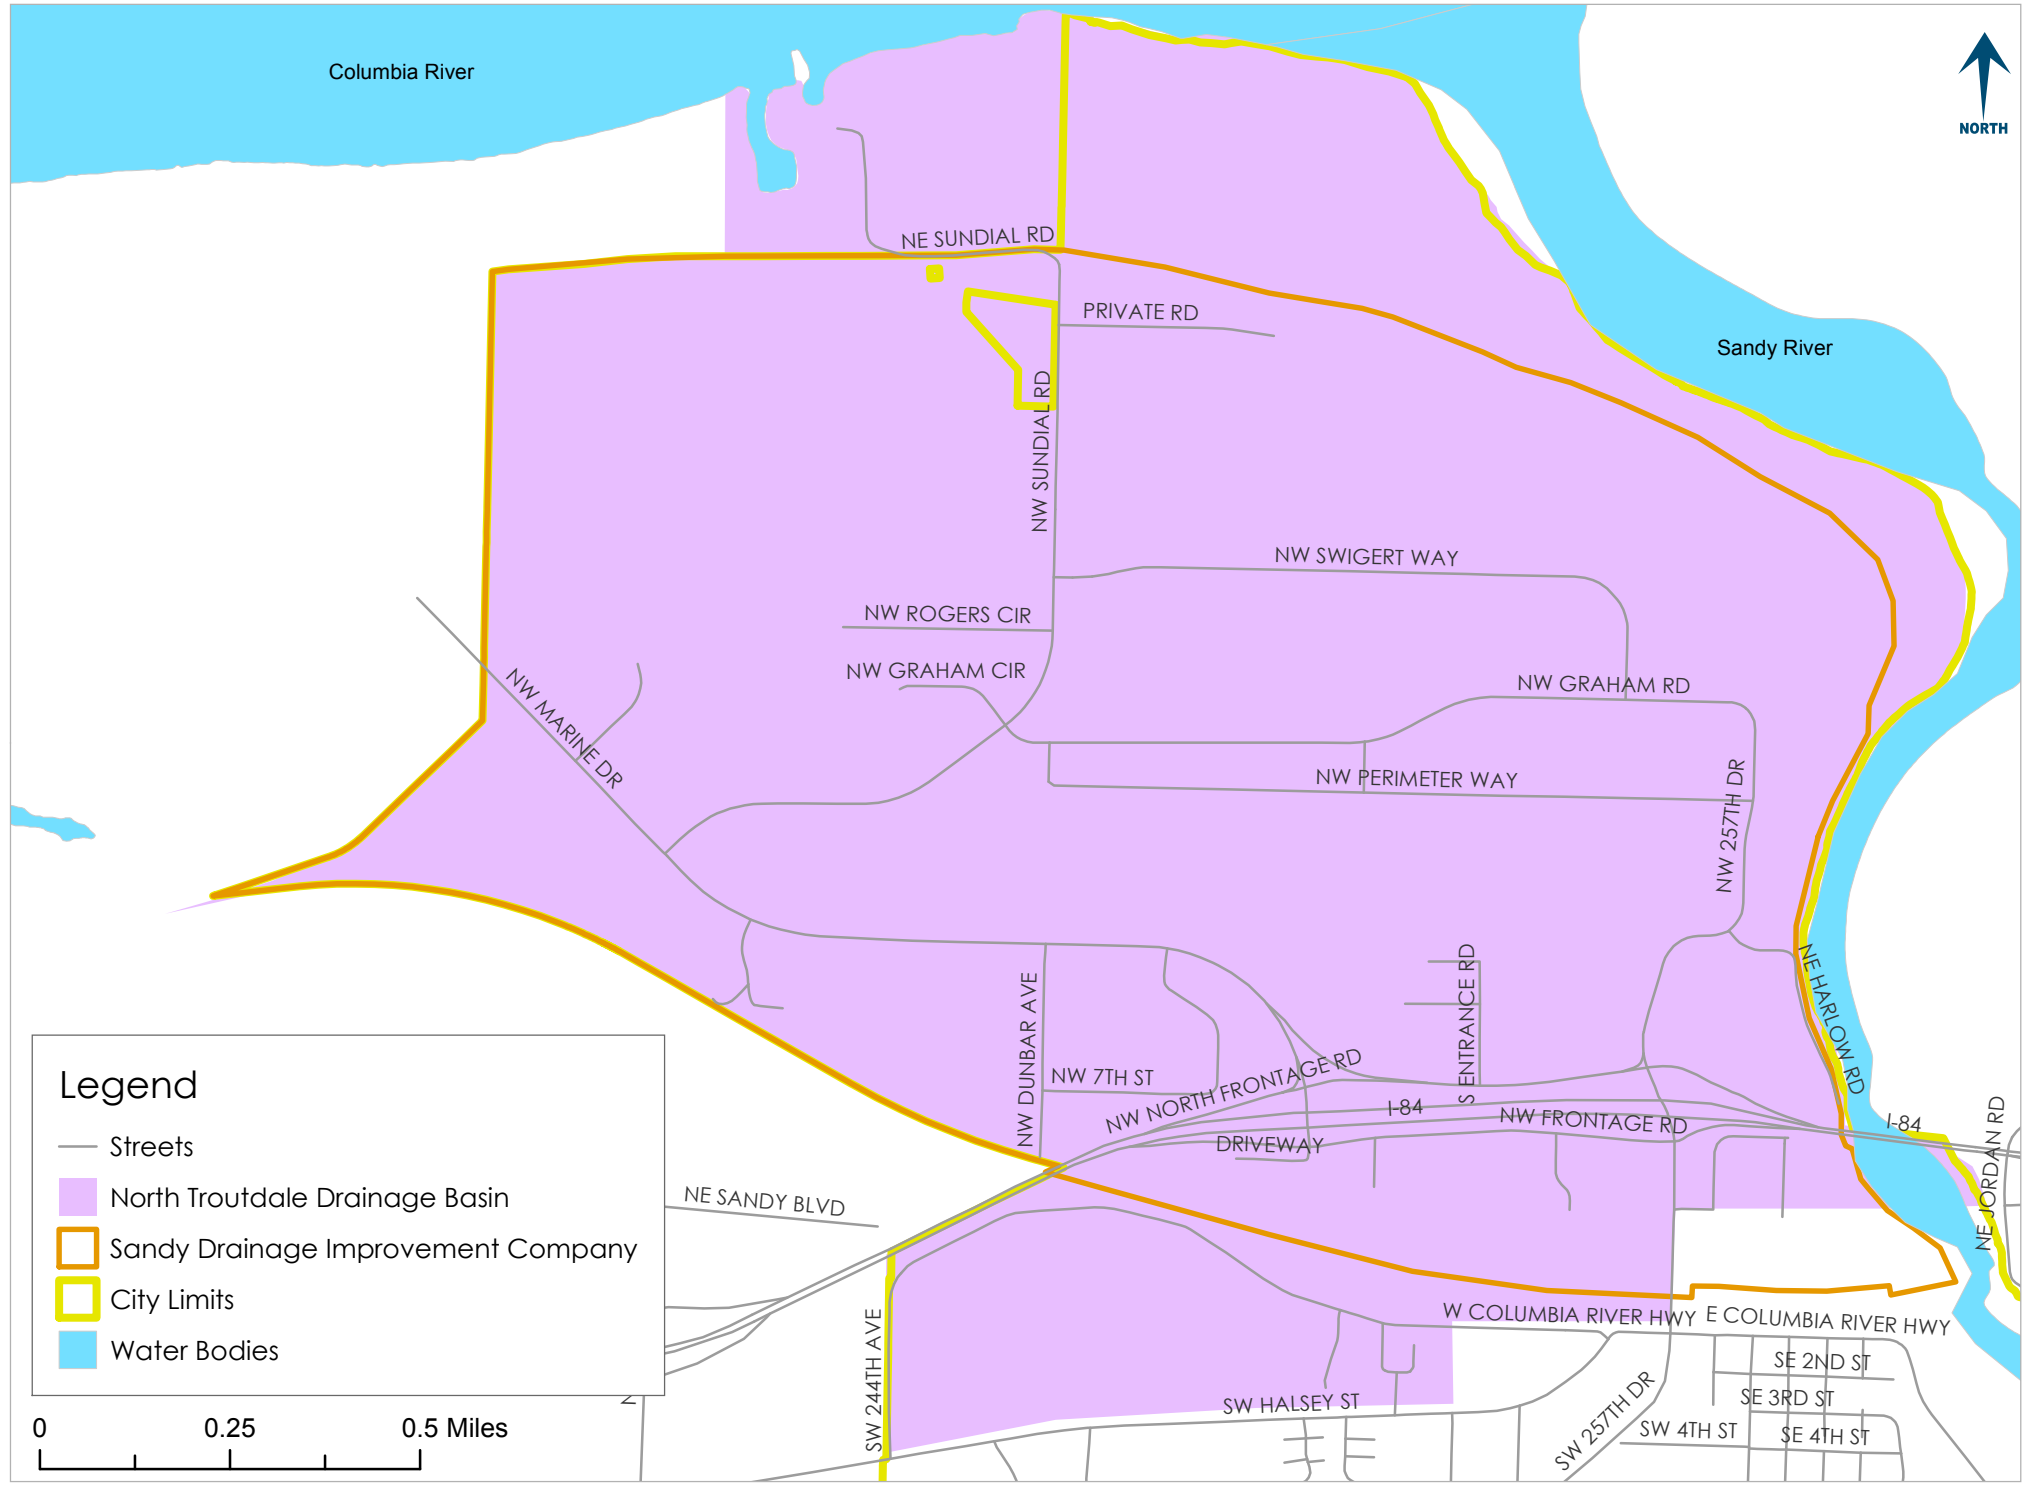 Columbia River
NORTH
NE SUNDIAL RD
PRIVATE RD
Sandy River
NW SUNDIAL RD
NW SWIGERT WAY
NW ROGERS CIR
NW GRAHAM CIR
NW GRAHAM RD
NW MARINE DR
NW PERIMETER WAY
NW 257TH DR
NE HARLOW RD
S ENTRANCE RD
NW DUNBAR AVE
NW 7TH ST
NW NORTH FRONTAGE RD
I-84
NW FRONTAGE RD
I-84
DRIVEWAY
NE JORDAN RD
NE SANDY BLVD
SW 244TH AVE
W COLUMBIA RIVER HWY
E COLUMBIA RIVER HWY
SE 2ND ST
SE 3RD ST
SW HALSEY ST
SW 257TH DR
SW 4TH ST
SE 4TH ST
Legend
Streets
North Troutdale Drainage Basin
Sandy Drainage Improvement Company
City Limits
Water Bodies
0 0.25 0.5 Miles